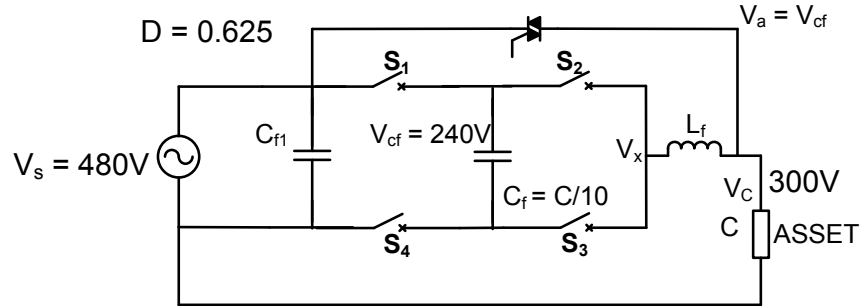 D = 0.625
V_a = V_cf
S_1
S_2
C_f1
V_cf = 240V
L_f
V_s = 480V
V_x
V_C
300V
C_f = C/10
C
ASSET
S_4
S_3